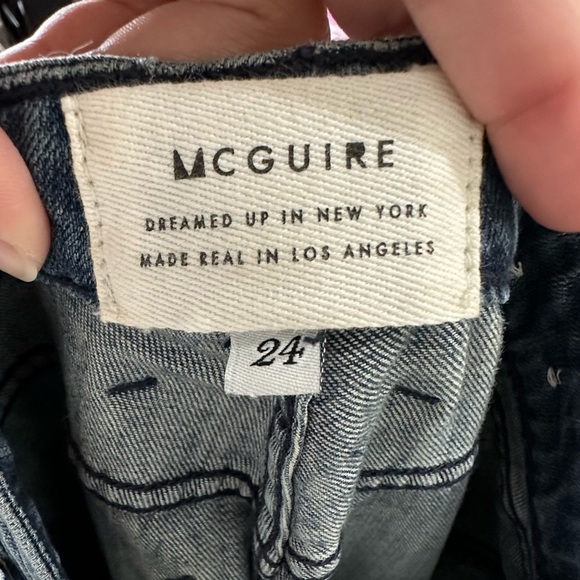 MCGUIRE
DREAMED UP IN NEW YORK
MADE REAL IN LOS ANGELES
24